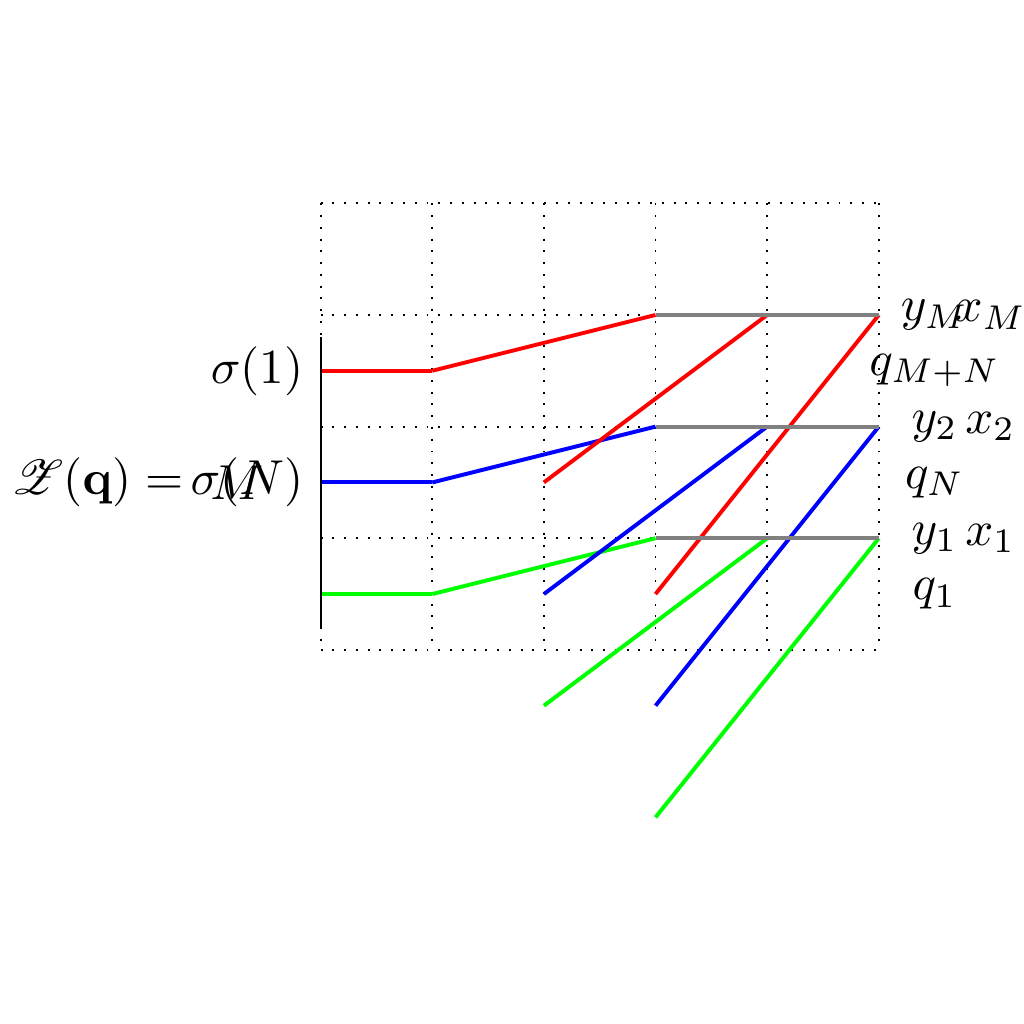 y_M x_M
σ(1)
q_{M+N}
y_2 x_2
𝒵(q) = σ(N)
M
q_N
y_1 x_1
q_1